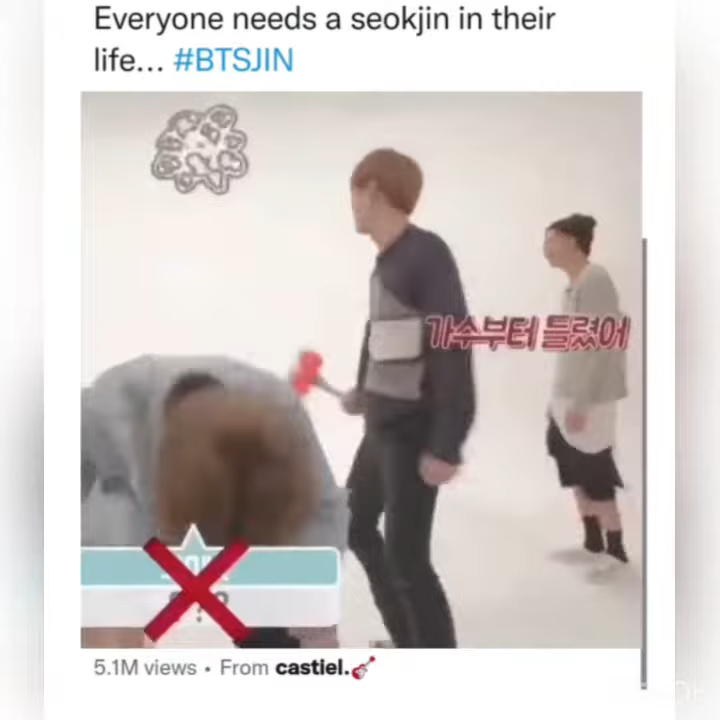 Everyone needs a seokjin in their
life... #BTSJIN
가수부터 틀렸어
5.1M views • From castiel.🎸